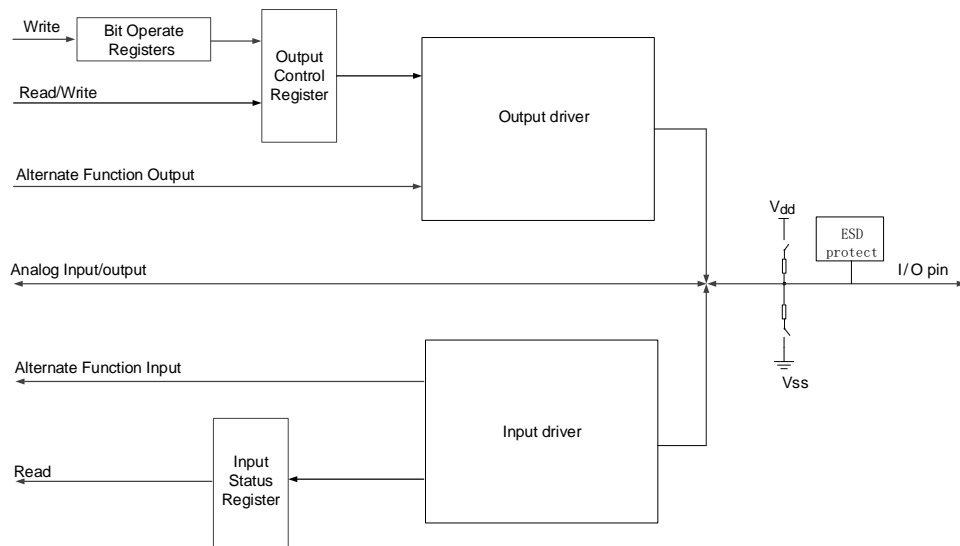 Write
Bit Operate
Registers
Output
Control
Register
Read/Write
Output driver
Alternate Function Output
Vdd
ESD
protect
Analog Input/output
I/O pin
Alternate Function Input
Vss
Input driver
Read
Input
Status
Register